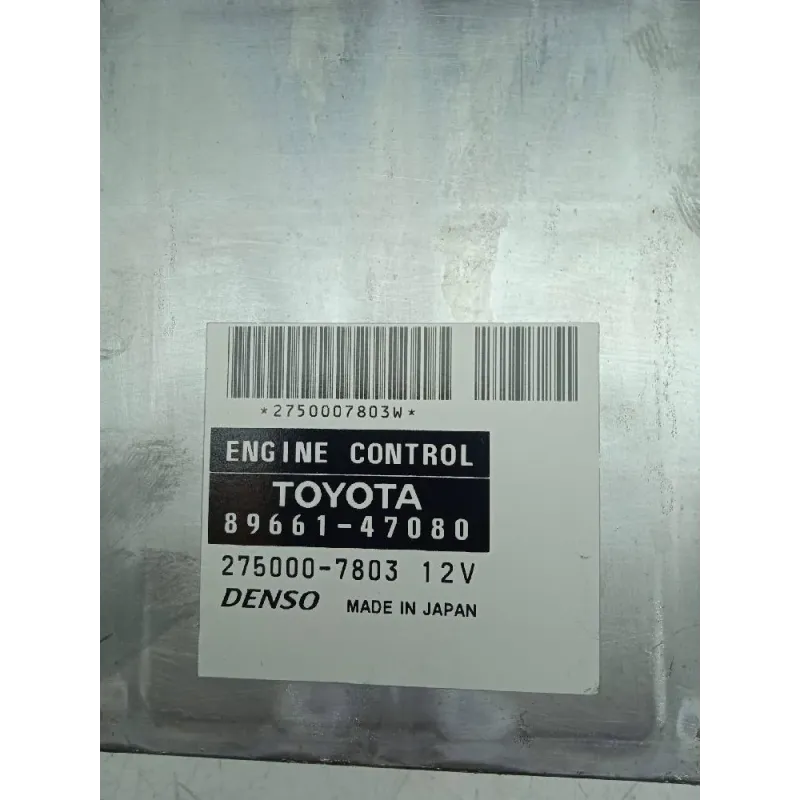 *2750007803W*
ENGINE CONTROL
TOYOTA
89661-47080
275000-7803 12V
DENSO MADE IN JAPAN